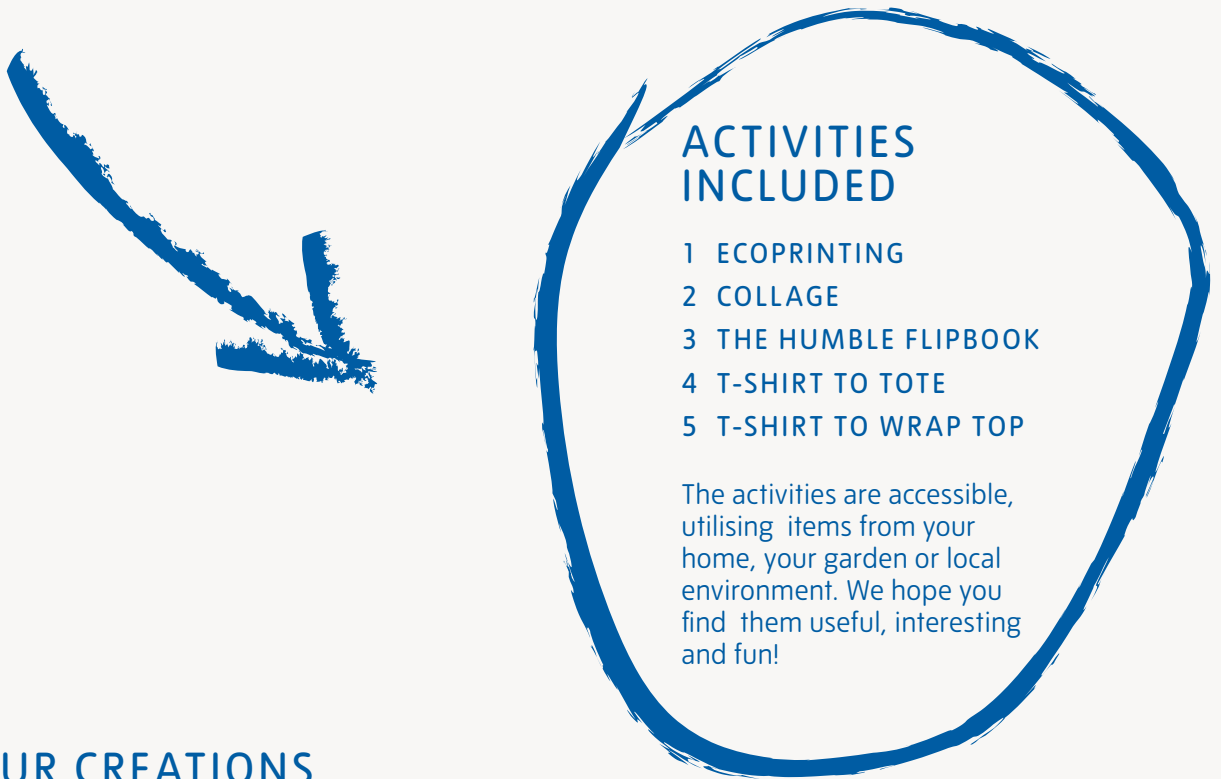 ACTIVITIES
INCLUDED
1 ECOPRINTING
2 COLLAGE
3 THE HUMBLE FLIPBOOK
4 T-SHIRT TO TOTE
5 T-SHIRT TO WRAP TOP
The activities are accessible,
utilising items from your
home, your garden or local
environment. We hope you
find them useful, interesting
and fun!
UR CREATIONS